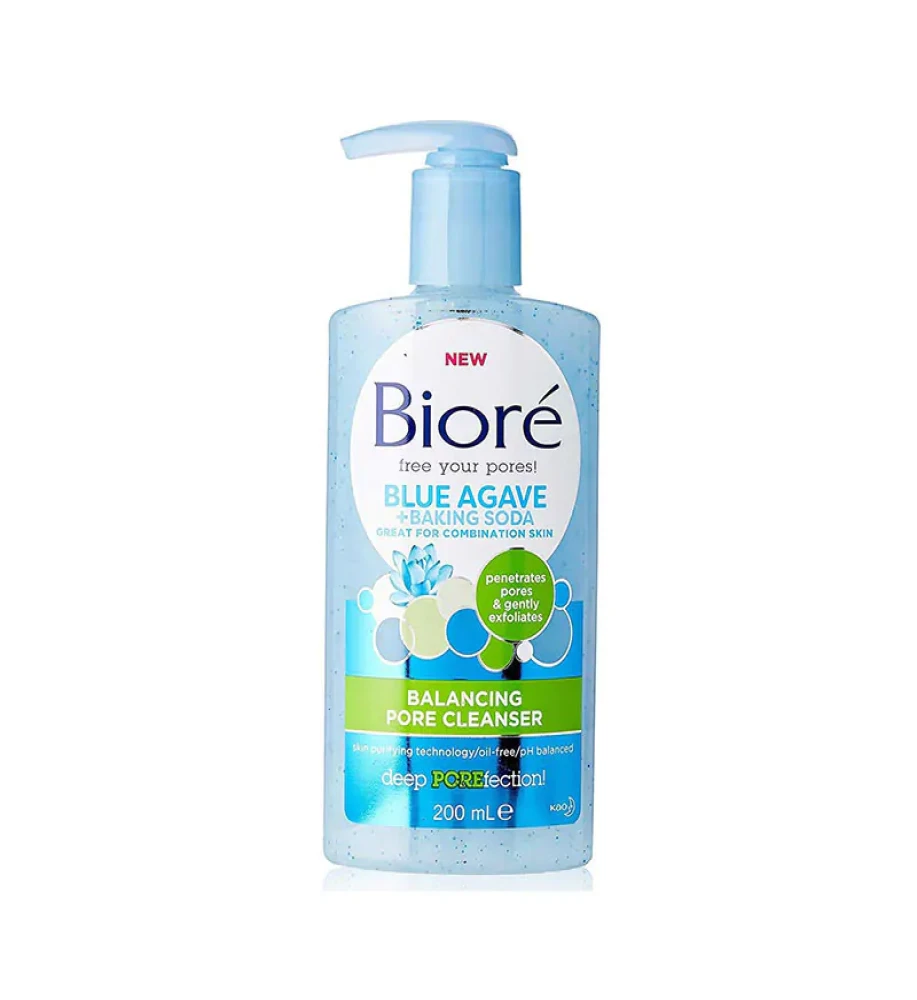 NEW
Bioré
free your pores!
BLUE AGAVE
+BAKING SODA
GREAT FOR COMBINATION SKIN
penetrates
pores
& gently
exfoliates
BALANCING
PORE CLEANSER
skin purifying technology/oil-free/pH balanced
deep POREfection!
200 mL e
Kao